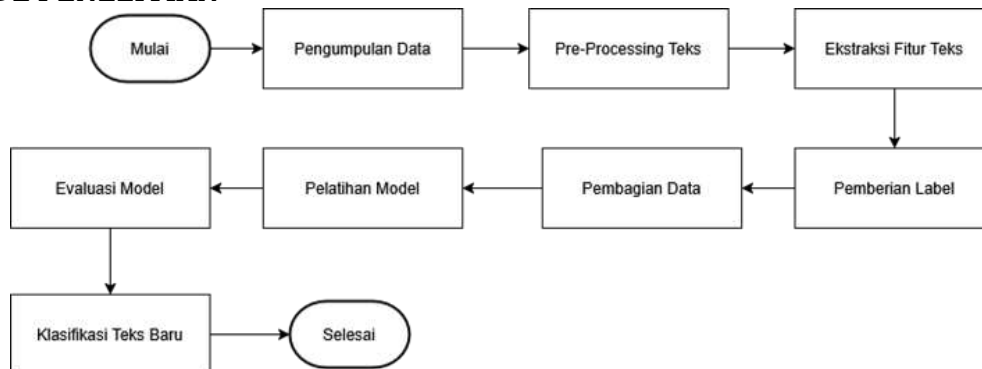 Mulai
Pengumpulan Data
Pre-Processing Teks
Ekstraksi Fitur Teks
Evaluasi Model
Pelatihan Model
Pembagian Data
Pemberian Label
Klasifikasi Teks Baru
Selesai